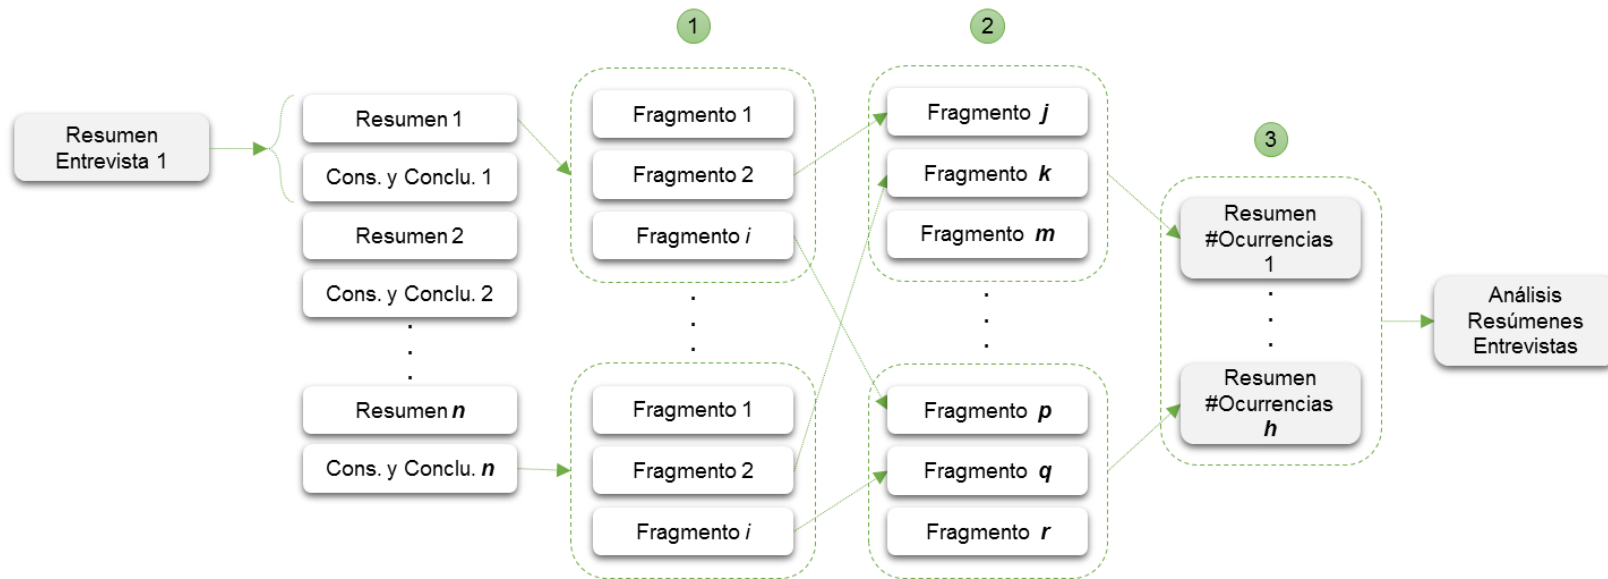 1
2
3
Resumen
Entrevista 1
Resumen 1
Cons. y Conclu. 1
Resumen 2
Cons. y Conclu. 2
Resumen n
Cons. y Conclu. n
Fragmento 1
Fragmento 2
Fragmento i
Fragmento 1
Fragmento 2
Fragmento i
Fragmento j
Fragmento k
Fragmento m
Fragmento p
Fragmento q
Fragmento r
Resumen
#Ocurrencias
1
Resumen
#Ocurrencias
h
Análisis
Resúmenes
Entrevistas